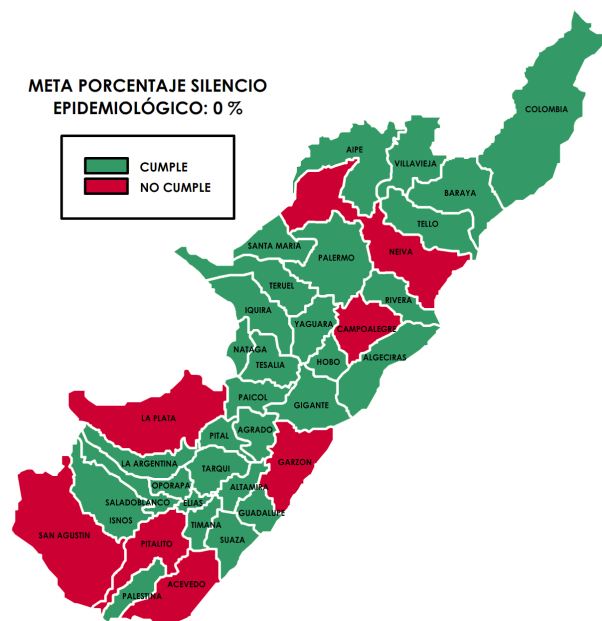 META PORCENTAJE SILENCIO
EPIDEMIOLÓGICO: 0 %
CUMPLE
NO CUMPLE
COLOMBIA
AIPE
VILLAVIEJA
BARAYA
TELLO
SANTA MARIA
PALERMO
NEIVA
TERUEL
IQUIRA
RIVERA
YAGUARA
CAMPOALEGRE
NATAGA
TESALIA
HOBO
ALGECIRAS
PAICOL
GIGANTE
LA PLATA
PITAL
AGRADO
LA ARGENTINA
TARQUI
GARZON
OPORAPA
ALTAMIRA
SALADOBLANCO
ELIAS
ISNOS
GUADALUPE
TIMANA
SAN AGUSTIN
PITALITO
SUAZA
ACEVEDO
PALESTINA